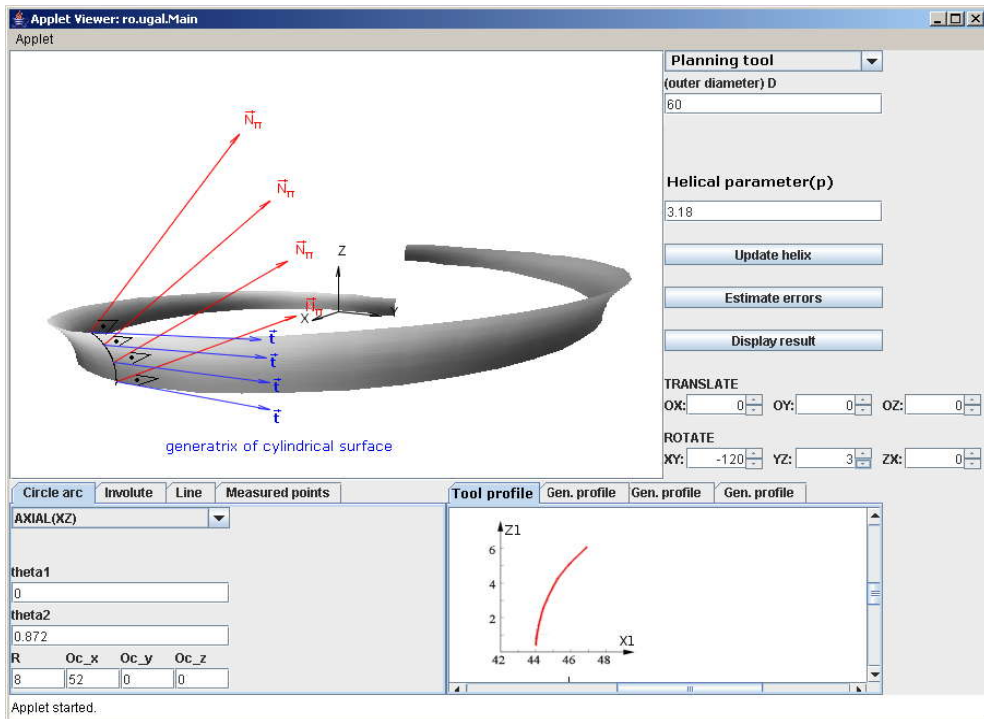 Applet Viewer: ro.ugal.Main
Applet
N⃗π
N⃗π
N⃗π
N⃗π
Z
X
Y
t⃗
t⃗
t⃗
t⃗
generatrix of cylindrical surface
Planning tool
(outer diameter) D
60
Helical parameter(p)
3.18
Update helix
Estimate errors
Display result
TRANSLATE
OX: 0 OY: 0 OZ: 0
ROTATE
XY: -120 YZ: 3 ZX: 0
Circle arc Involute Line Measured points
AXIAL(XZ)
theta1
0
theta2
0.872
R Oc_x Oc_y Oc_z
8 52 0 0
Tool profile Gen. profile Gen. profile Gen. profile
Z1
6
4
2
X1
42 44 46 48
Applet started.